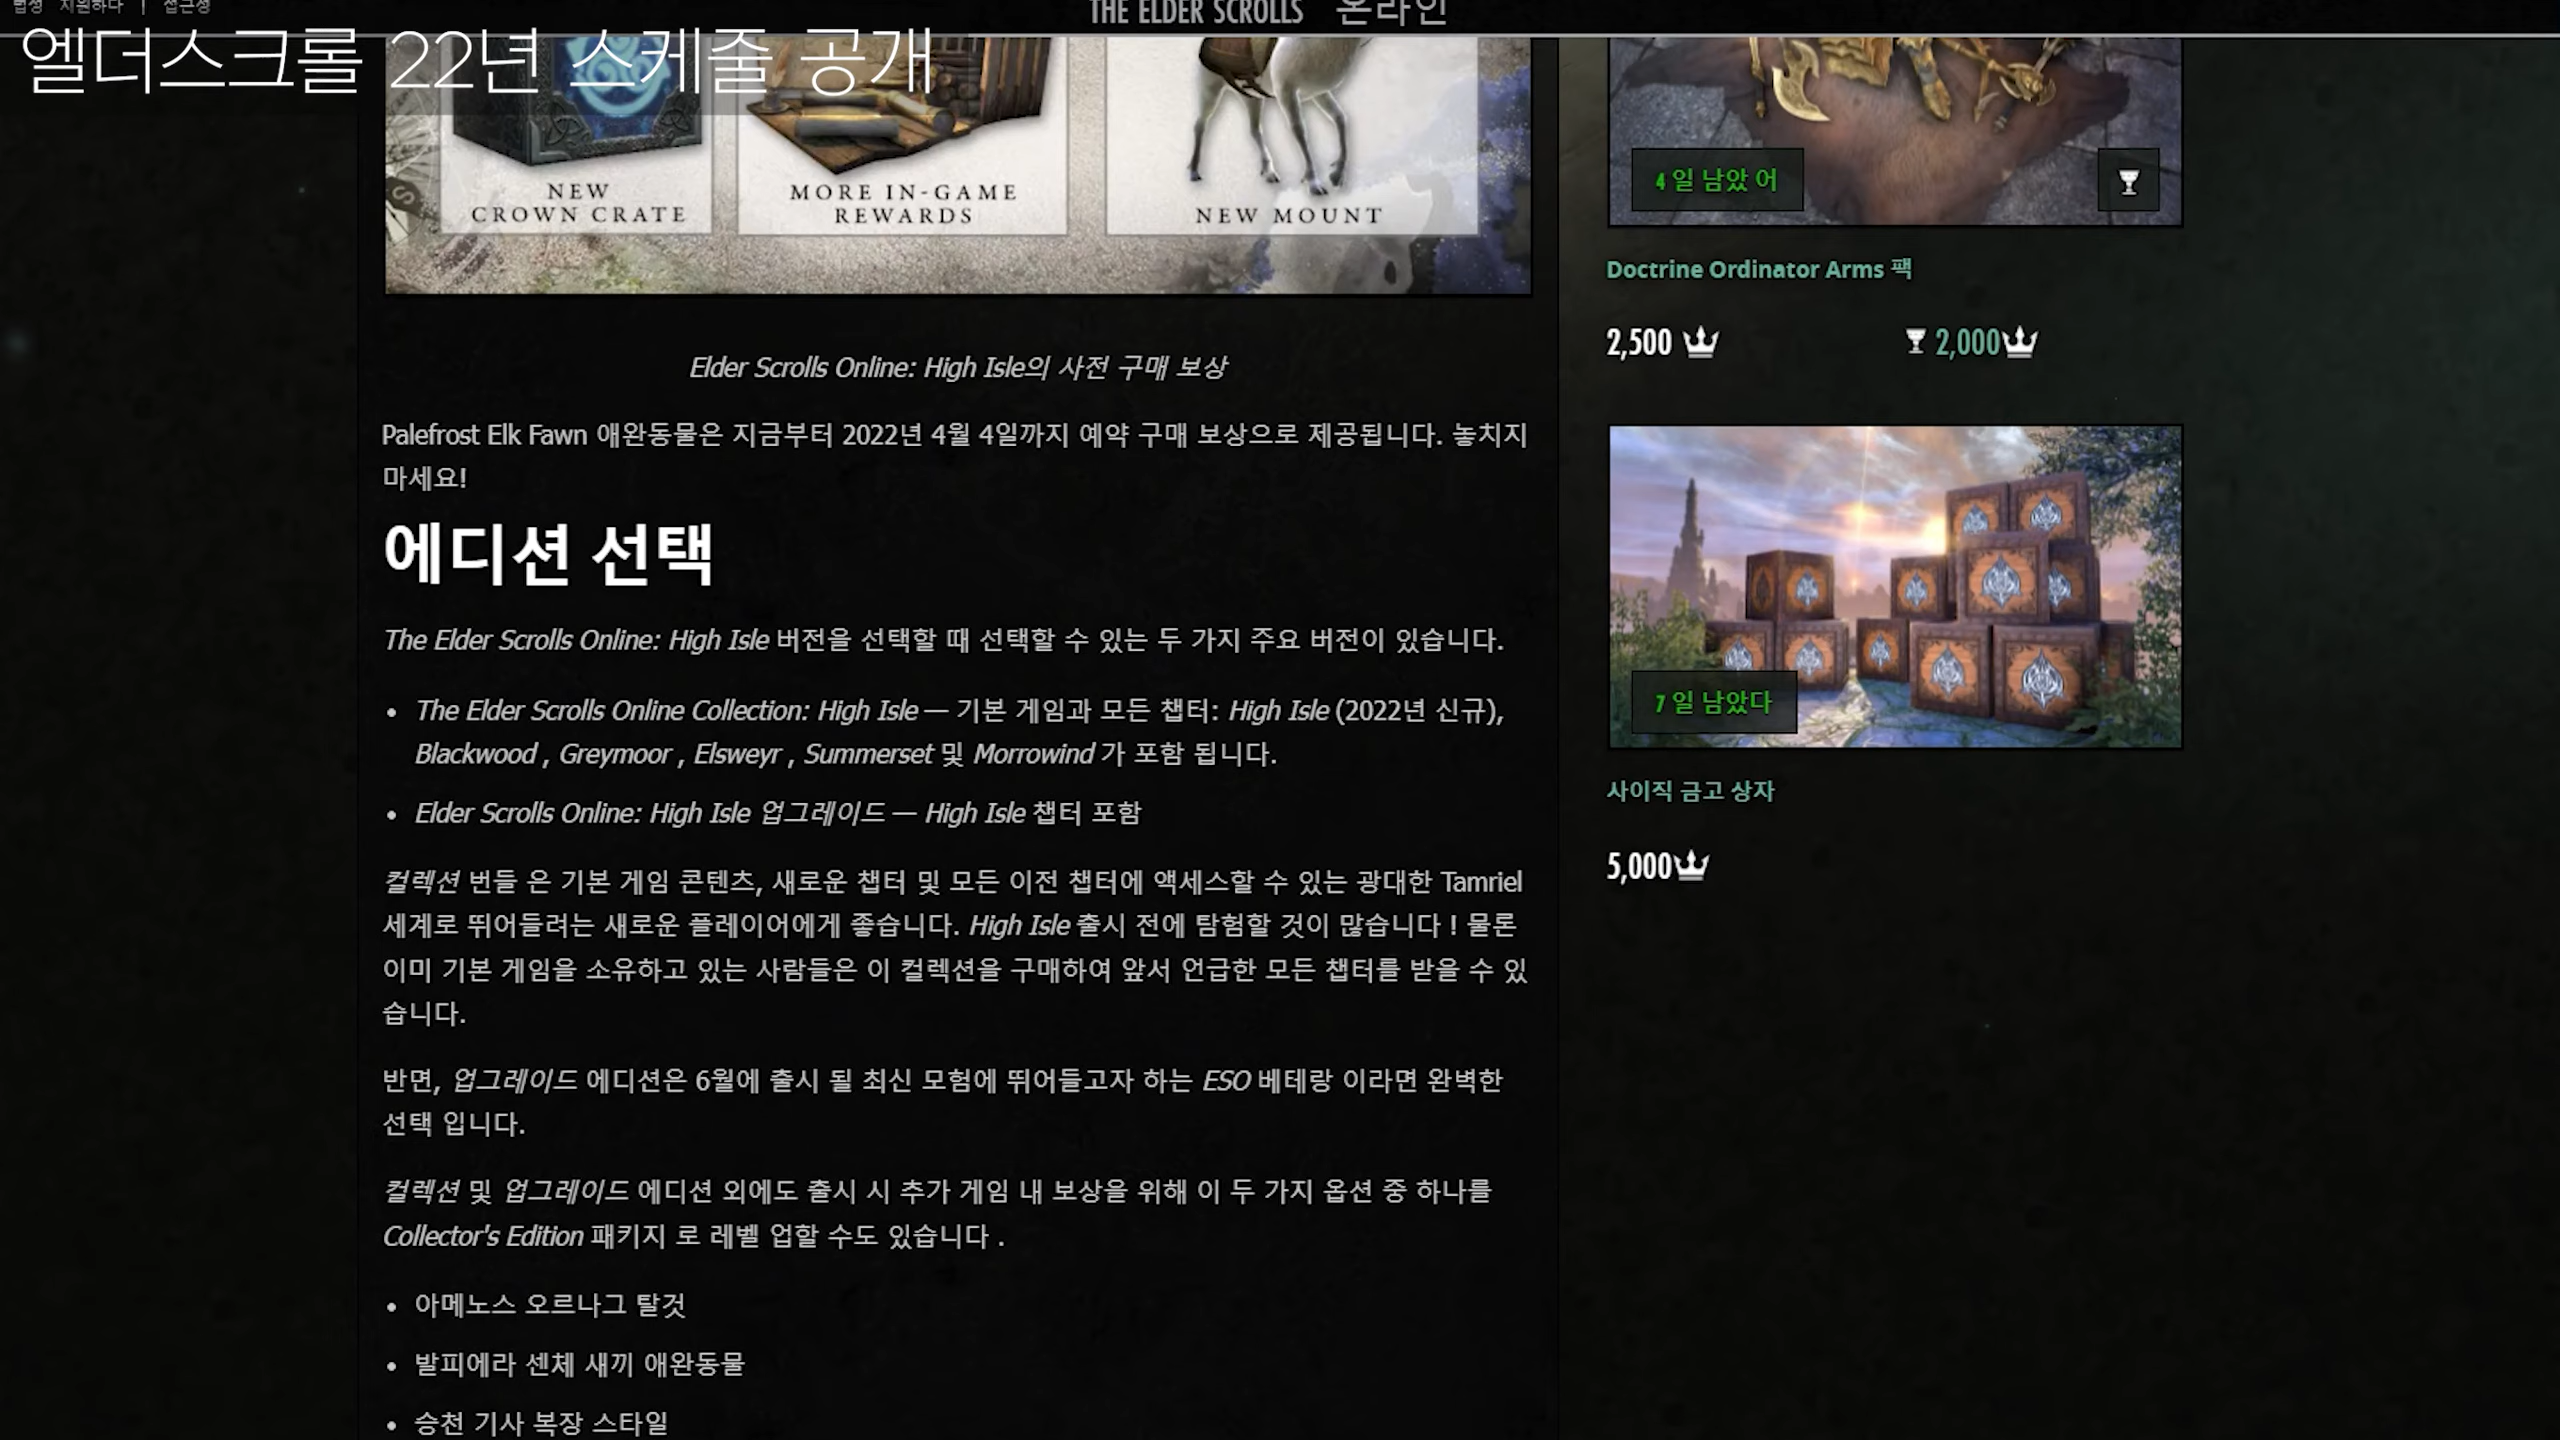 법정 지원하다 | 접근성
THE ELDER SCROLLS 온라인
엘더스크롤 22년 스케줄 공개
NEW
CROWN CRATE
MORE IN-GAME
REWARDS
NEW MOUNT
Elder Scrolls Online: High Isle의 사전 구매 보상
Palefrost Elk Fawn 애완동물은 지금부터 2022년 4월 4일까지 예약 구매 보상으로 제공됩니다. 놓치지
마세요!
에디션 선택
The Elder Scrolls Online: High Isle 버전을 선택할 때 선택할 수 있는 두 가지 주요 버전이 있습니다.
• The Elder Scrolls Online Collection: High Isle — 기본 게임과 모든 챕터: High Isle (2022년 신규),
Blackwood , Greymoor , Elsweyr , Summerset 및 Morrowind 가 포함 됩니다.
• Elder Scrolls Online: High Isle 업그레이드 — High Isle 챕터 포함
컬렉션 번들 은 기본 게임 콘텐츠, 새로운 챕터 및 모든 이전 챕터에 액세스할 수 있는 광대한 Tamriel
세계로 뛰어들려는 새로운 플레이어에게 좋습니다. High Isle 출시 전에 탐험할 것이 많습니다 ! 물론
이미 기본 게임을 소유하고 있는 사람들은 이 컬렉션을 구매하여 앞서 언급한 모든 챕터를 받을 수 있
습니다.
반면, 업그레이드 에디션은 6월에 출시 될 최신 모험에 뛰어들고자 하는 ESO 베테랑 이라면 완벽한
선택 입니다.
컬렉션 및 업그레이드 에디션 외에도 출시 시 추가 게임 내 보상을 위해 이 두 가지 옵션 중 하나를
Collector's Edition 패키지 로 레벨 업할 수도 있습니다 .
• 아메노스 오르나그 탈것
• 발피에라 센체 새끼 애완동물
• 승천 기사 복장 스타일
4 일 남았 어
Doctrine Ordinator Arms 팩
2,500 2,000
7 일 남았다
사이직 금고 상자
5,000